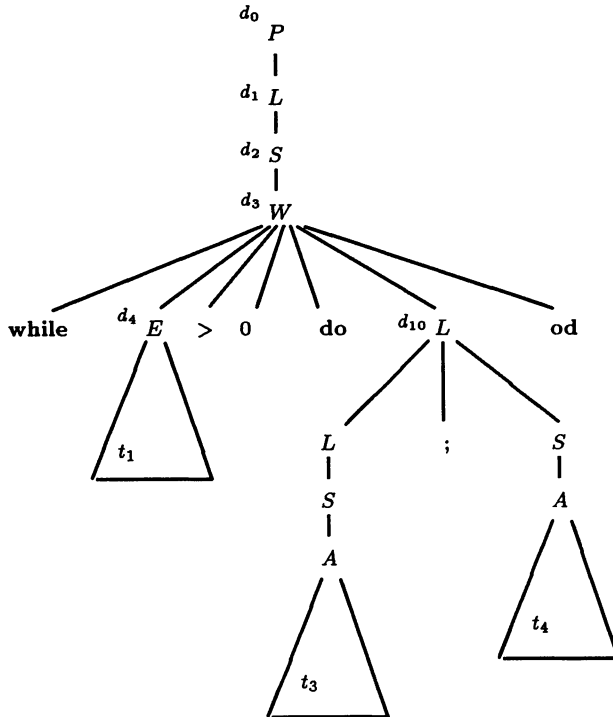 d₀ P
d₁ L
d₂ S
d₃ W
while d₄ E > 0 do d₁₀ L od
L ; S
t₁
S A
A
t₄
t₃